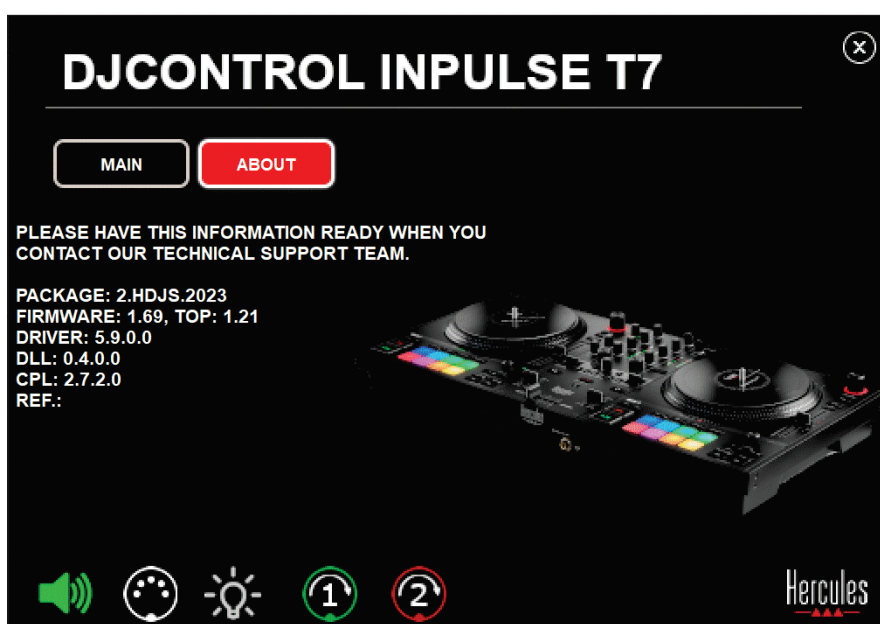 DJCONTROL INPULSE T7
MAIN
ABOUT
PLEASE HAVE THIS INFORMATION READY WHEN YOU
CONTACT OUR TECHNICAL SUPPORT TEAM.
PACKAGE: 2.HDJS.2023
FIRMWARE: 1.69, TOP: 1.21
DRIVER: 5.9.0.0
DLL: 0.4.0.0
CPL: 2.7.2.0
REF.:
1
2
Hercules